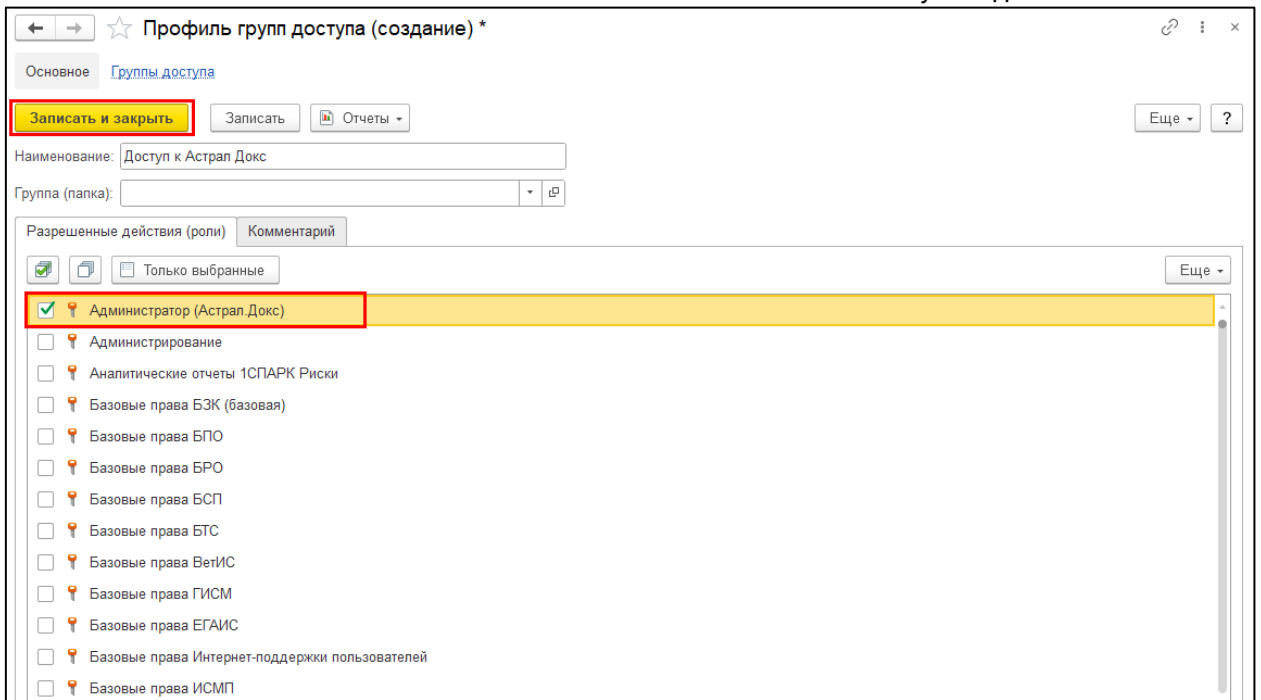 Профиль групп доступа (создание) *
Основное Группы доступа
Записать и закрыть Записать Отчеты Еще ?
Наименование: Доступ к Астрал Докс
Группа (папка):
Разрешенные действия (роли) Комментарий
Только выбранные Еще
Администратор (Астрал.Докс)
Администрирование
Аналитические отчеты 1СПАРК Риски
Базовые права БЗК (базовая)
Базовые права БПО
Базовые права БРО
Базовые права БСП
Базовые права БТС
Базовые права ВетИС
Базовые права ГИСМ
Базовые права ЕГАИС
Базовые права Интернет-поддержки пользователей
Базовые права ИСМП